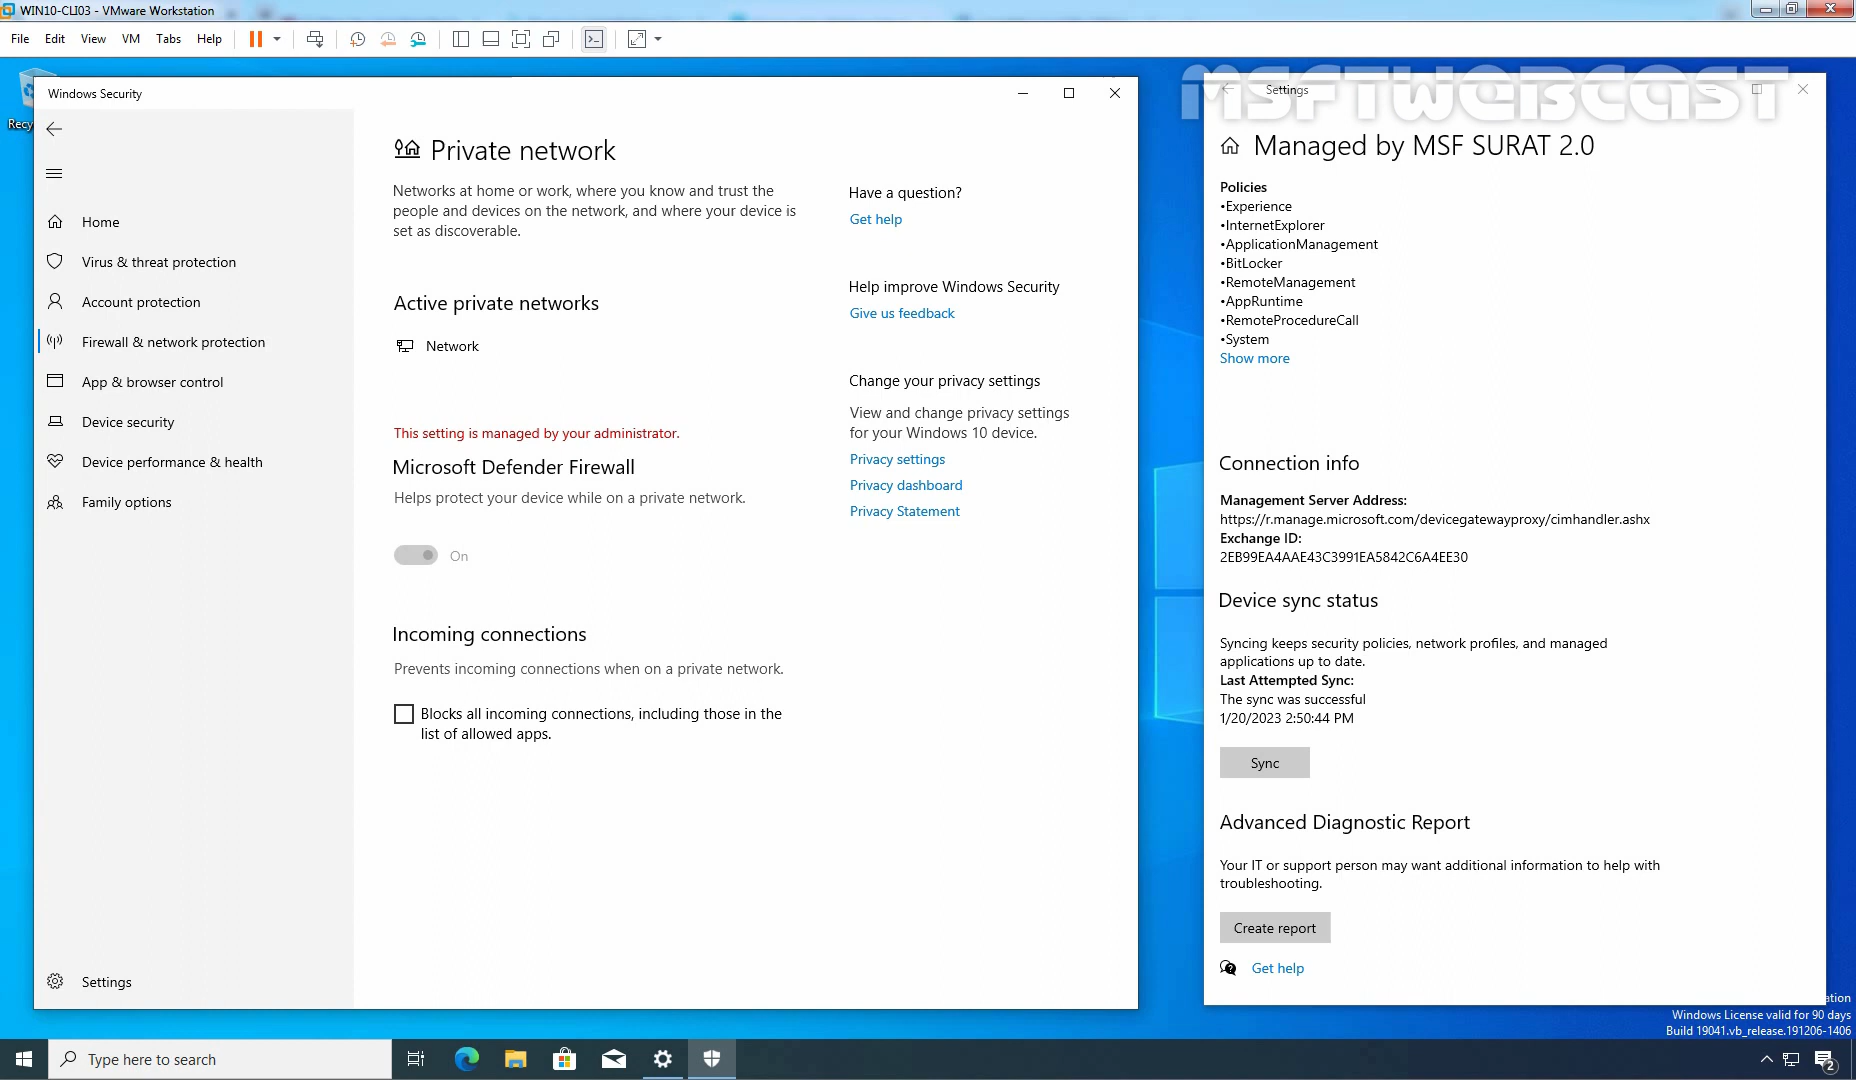 WIN10-CLI03 - VMware Workstation
File Edit View VM Tabs Help
Windows Security
Home
Virus & threat protection
Account protection
Firewall & network protection
App & browser control
Device security
Device performance & health
Family options
Settings
Private network
Networks at home or work, where you know and trust the
people and devices on the network, and where your device is
set as discoverable.
Active private networks
Network
This setting is managed by your administrator.
Microsoft Defender Firewall
Helps protect your device while on a private network.
On
Incoming connections
Prevents incoming connections when on a private network.
Blocks all incoming connections, including those in the
list of allowed apps.
Have a question?
Get help
Help improve Windows Security
Give us feedback
Change your privacy settings
View and change privacy settings
for your Windows 10 device.
Privacy settings
Privacy dashboard
Privacy Statement
MSFTWEBCAST
Settings
Managed by MSF SURAT 2.0
Policies
•Experience
•InternetExplorer
•ApplicationManagement
•BitLocker
•RemoteManagement
•AppRuntime
•RemoteProcedureCall
•System
Show more
Connection info
Management Server Address:
https://r.manage.microsoft.com/devicegatewayproxy/cimhandler.ashx
Exchange ID:
2EB99EA4AAE43C3991EA5842C6A4EE30
Device sync status
Syncing keeps security policies, network profiles, and managed
applications up to date.
Last Attempted Sync:
The sync was successful
1/20/2023 2:50:44 PM
Sync
Advanced Diagnostic Report
Your IT or support person may want additional information to help with
troubleshooting.
Create report
Get help
Windows License valid for 90 days
Build 19041.vb_release.191206-1406
Type here to search
2